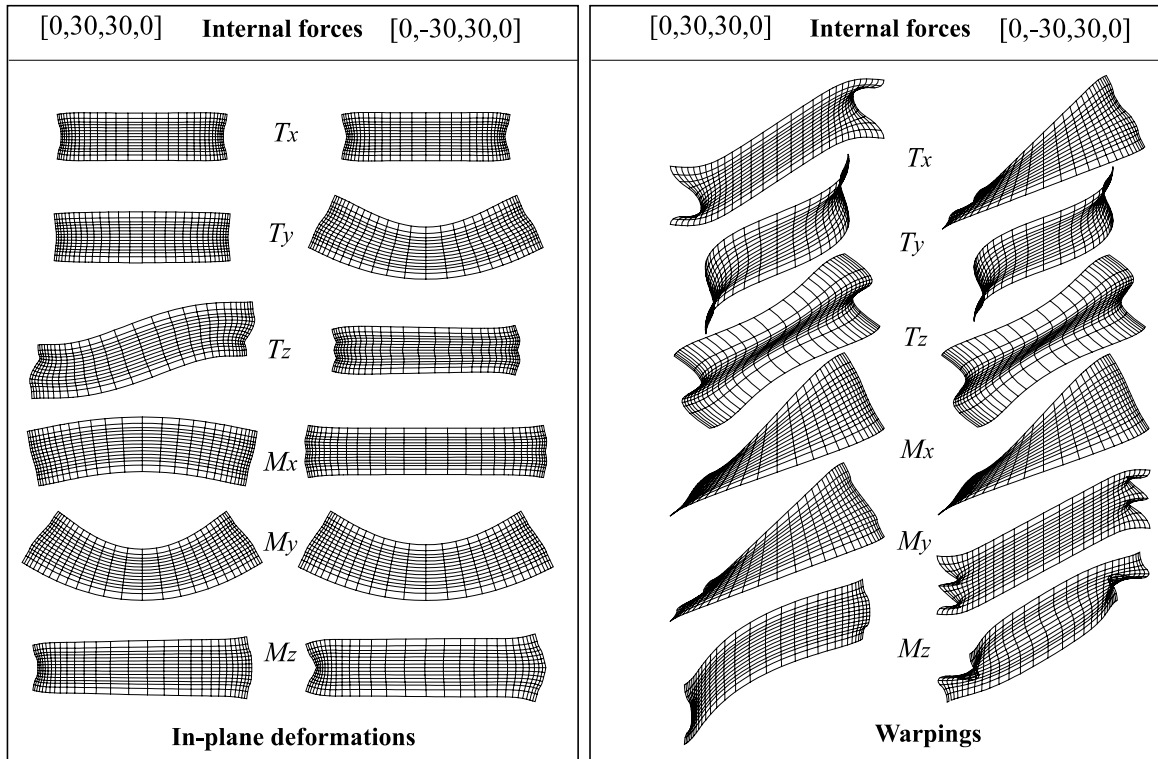 [0,30,30,0] Internal forces [0,-30,30,0]
Tx
Ty
Tz
Mx
My
Mz
In-plane deformations
[0,30,30,0] Internal forces [0,-30,30,0]
Tx
Ty
Tz
Mx
My
Mz
Warpings